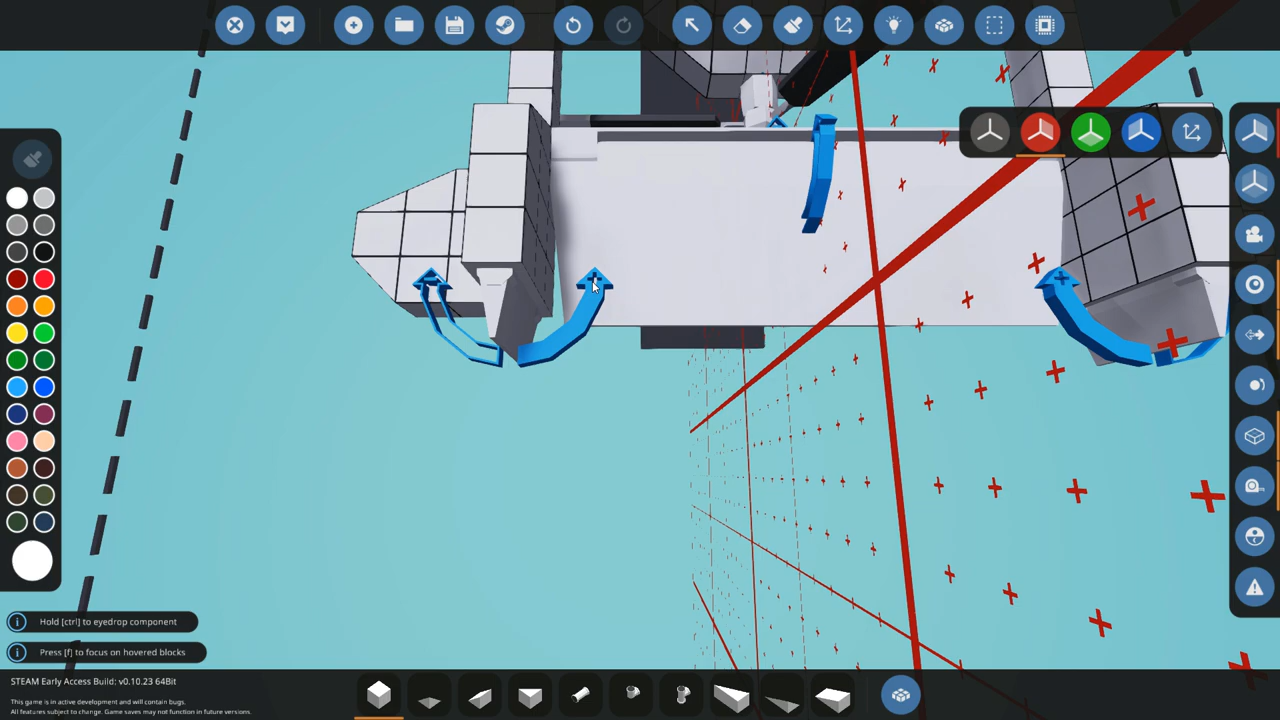 Hold [ctrl] to eyedrop component
Press [f] to focus on hovered blocks
STEAM Early Access Build: v0.10.23 64Bit
This game is in active development and will contain bugs.
All features subject to change. Game saves may not function in future versions.